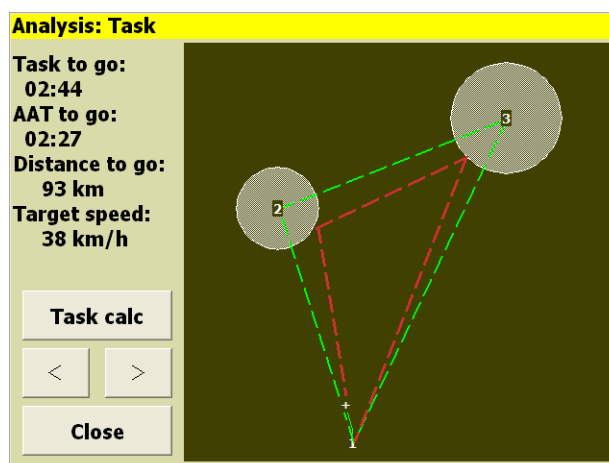 Analysis: Task
Task to go:
02:44
AAT to go:
02:27
Distance to go:
93 km
Target speed:
38 km/h
Task calc
< >
Close
3
2
1